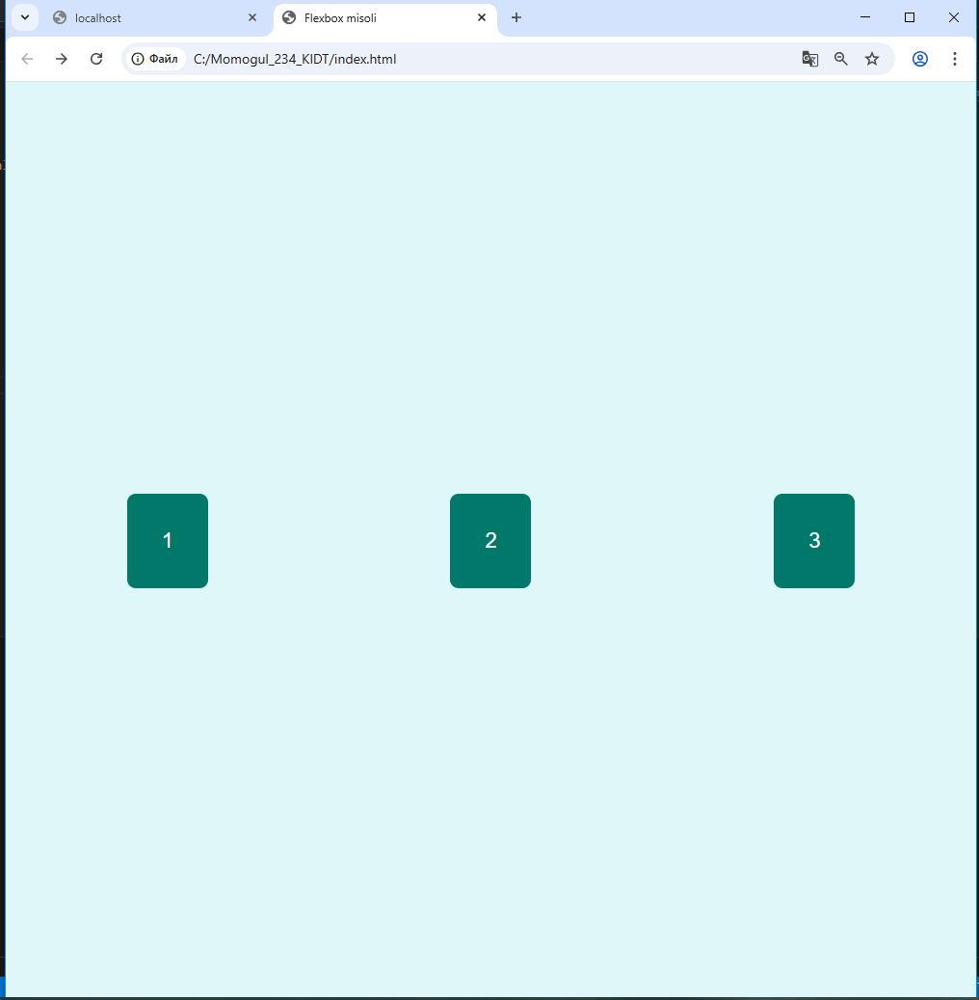 localhost
Flexbox misoli
Файл C:/Momogul_234_KIDT/index.html
1 2 3